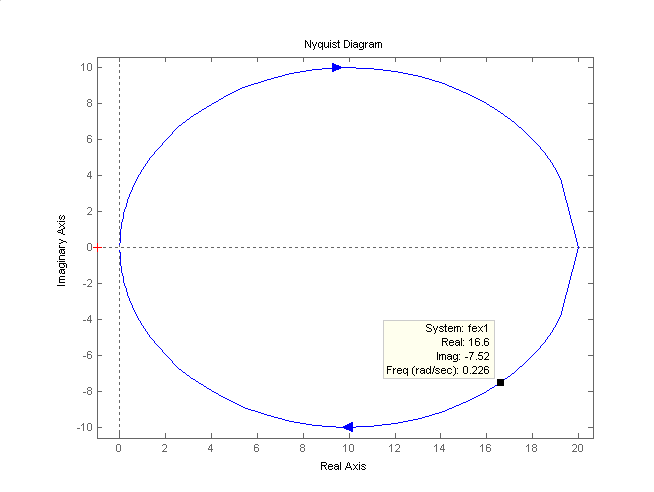 Nyquist Diagram
10
8
6
4
2
0
-2
-4
-6
-8
-10
Imaginary Axis
System: fex1
Real: 16.6
Imag: -7.52
Freq (rad/sec): 0.226
0 2 4 6 8 10 12 14 16 18 20
Real Axis